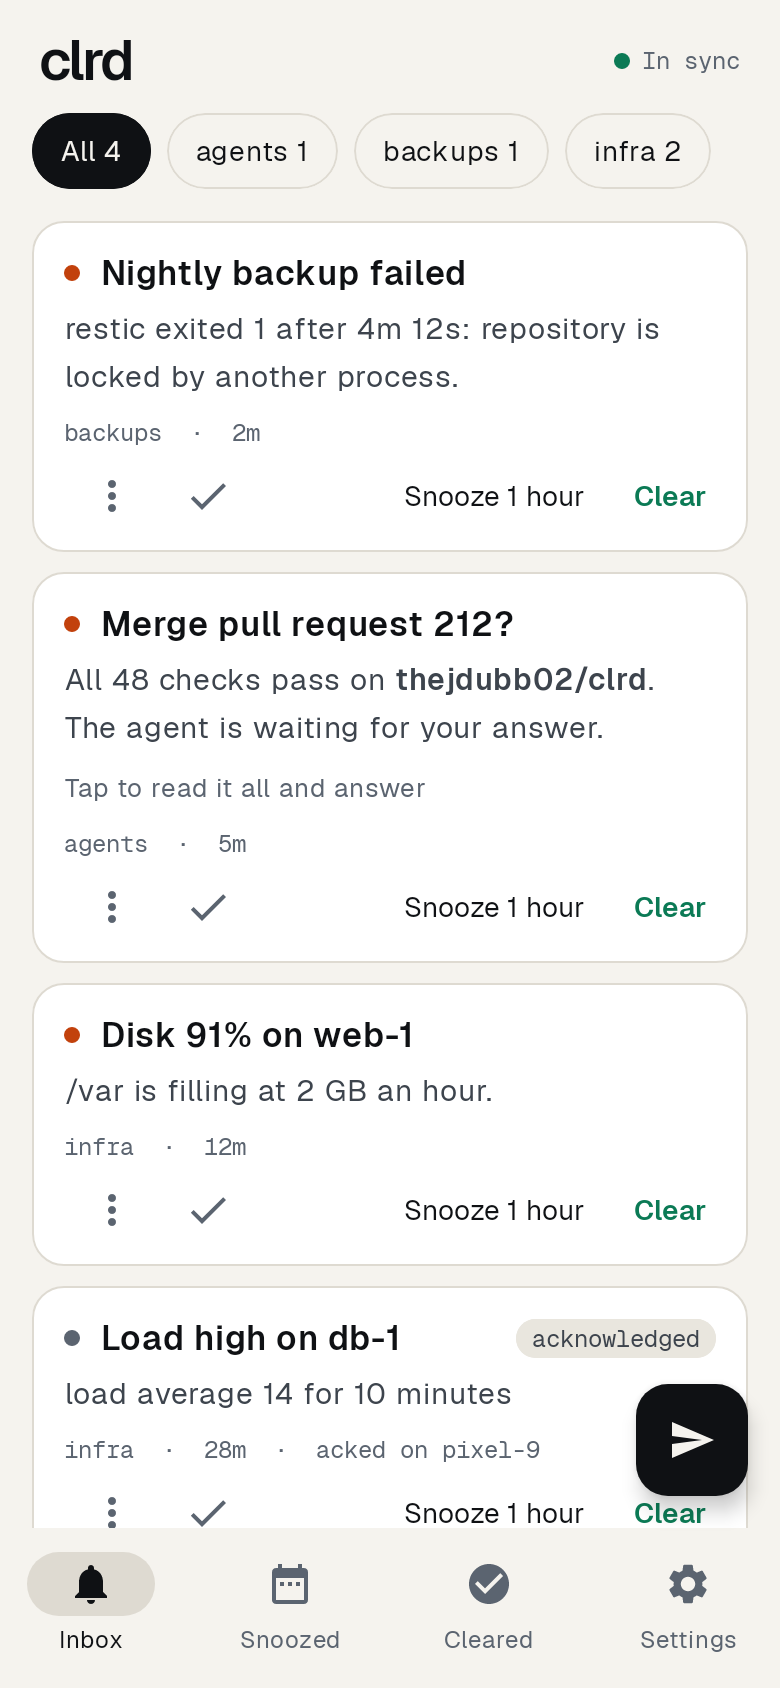 clrd
In sync
All 4
agents 1
backups 1
infra 2
Nightly backup failed
restic exited 1 after 4m 12s: repository is
locked by another process.
backups · 2m
Snooze 1 hour
Clear
Merge pull request 212?
All 48 checks pass on thejdubb02/clrd.
The agent is waiting for your answer.
Tap to read it all and answer
agents · 5m
Snooze 1 hour
Clear
Disk 91% on web-1
/var is filling at 2 GB an hour.
infra · 12m
Snooze 1 hour
Clear
Load high on db-1
acknowledged
load average 14 for 10 minutes
infra · 28m · acked on pixel-9
Snooze 1 hour
Clear
Inbox
Snoozed
Cleared
Settings